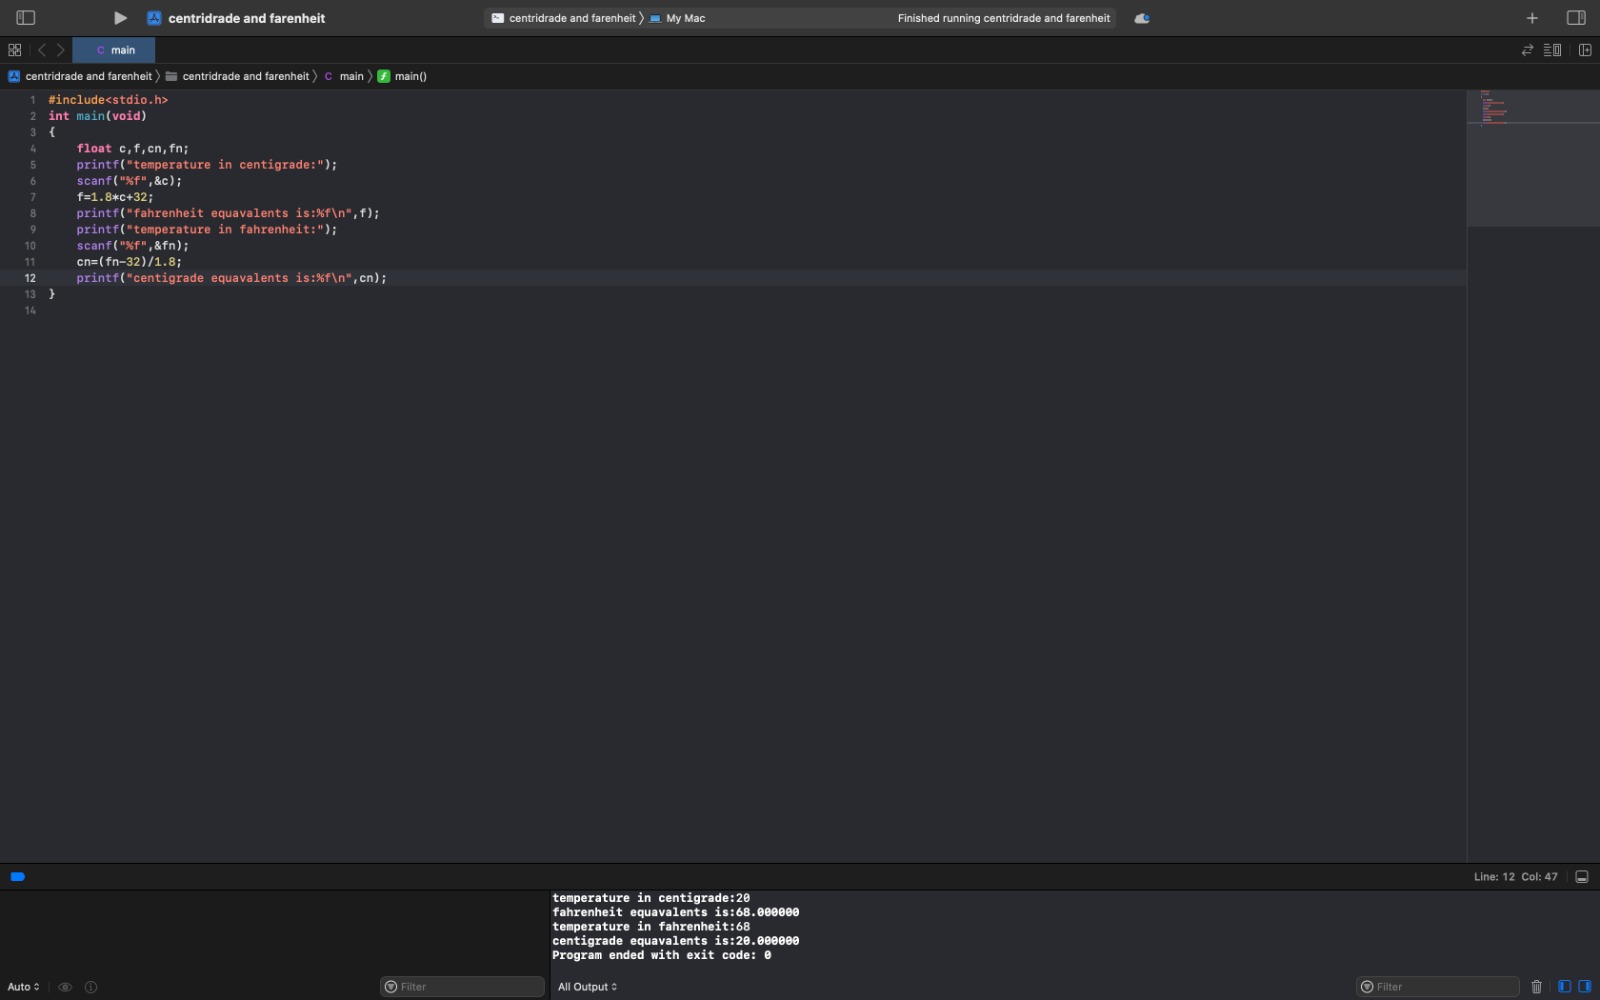 centridrade and farenheit
centridrade and farenheit 〉 My Mac
Finished running centridrade and farenheit
C main
centridrade and farenheit 〉 centridrade and farenheit 〉 C main 〉 f main()
1 #include<stdio.h>
2 int main(void)
3 {
4 float c,f,cn,fn;
5 printf("temperature in centigrade:");
6 scanf("%f",&c);
7 f=1.8*c+32;
8 printf("fahrenheit equavalents is:%f\n",f);
9 printf("temperature in fahrenheit:");
10 scanf("%f",&fn);
11 cn=(fn-32)/1.8;
12 printf("centigrade equavalents is:%f\n",cn);
13 }
14
Line: 12 Col: 47
temperature in centigrade:20
fahrenheit equavalents is:68.000000
temperature in fahrenheit:68
centigrade equavalents is:20.000000
Program ended with exit code: 0
Auto
Filter
All Output
Filter